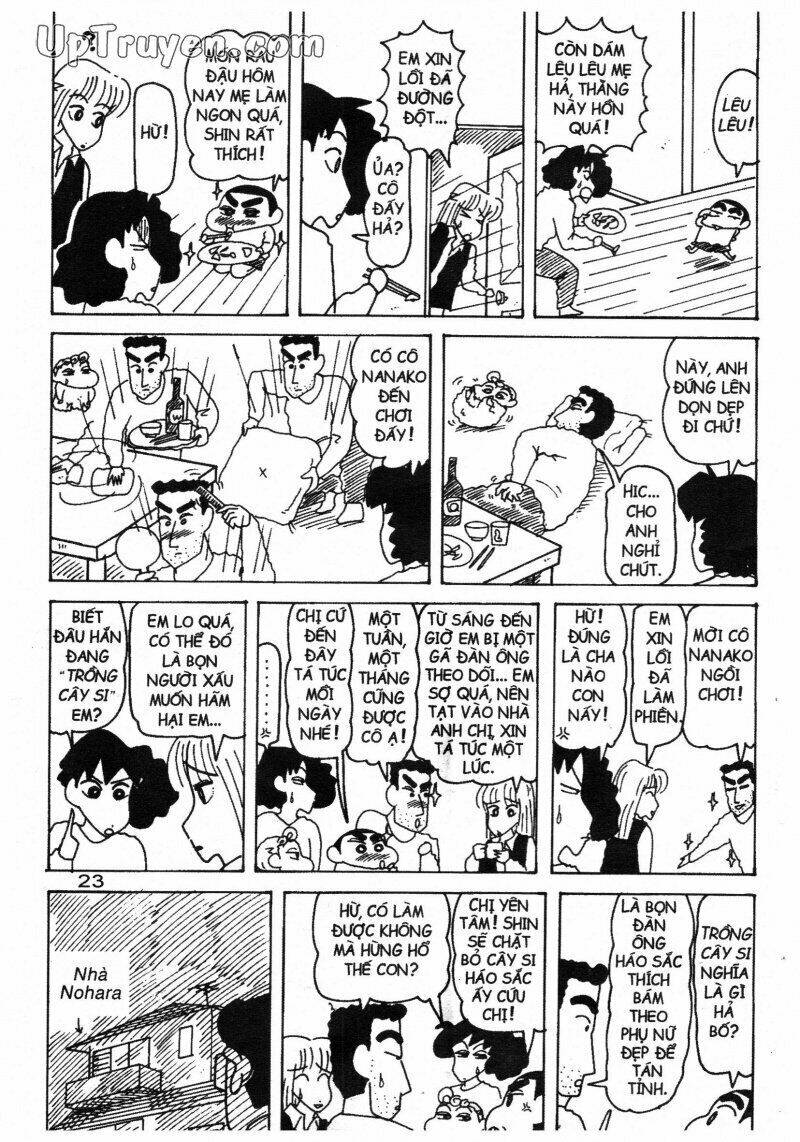 UpTruyen.com
CÒN DÁM
LÊU LÊU MẸ
HẢ, THẰNG
NÀY HỒN
QUÁ!
LÊU
LÊU!
EM XIN
LỖI ĐÃ
ĐƯỜNG
ĐỘT...
ỦA?
CÔ
ĐẤY
HẢ?
?
MÓN RAU
ĐẬU HÔM
NAY MẸ LÀM
NGON QUÁ,
SHIN RẤT
THÍCH!
HỪ!
NÀY, ANH
ĐỨNG LÊN
DỌN DẸP
ĐI CHỨ!
HIC...
CHO
ANH
NGHỈ
CHÚT.
CÓ CÔ
NANAKO
ĐẾN
CHƠI
ĐẤY!
MỜI CÔ
NANAKO
NGỒI
CHƠI!
EM
XIN
LỖI
ĐÃ
LÀM
PHIỀN.
HỪ!
ĐÚNG
LÀ CHA
NÀO
CON
NẤY!
TỪ SÁNG ĐẾN
GIỜ EM BỊ MỘT
GÃ ĐÀN ÔNG
THEO DÕI... EM
SỢ QUÁ, NÊN
TẠT VÀO NHÀ
ANH CHỊ, XIN
TÁ TÚC MỘT
LÚC.
MỘT
TUẦN,
MỘT
THÁNG
CŨNG
ĐƯỢC
CÔ Ạ!
CHỊ CỨ
ĐẾN
ĐÂY
TÁ TÚC
MỖI
NGÀY
NHÉ!
.........
EM LO QUÁ,
CÓ THỂ ĐÓ
LÀ BỌN
NGƯỜI XẤU
MUỐN HÃM
HẠI EM...
BIẾT
ĐÂU HẮN
ĐANG
"TRỒNG
CÂY SI"
EM?
23
TRỒNG
CÂY SI
NGHĨA
LÀ GÌ
HẢ
BỐ?
LÀ BỌN
ĐÀN
ÔNG
HÁO SẮC
THÍCH
BÁM
THEO
PHỤ NỮ
ĐẸP ĐỂ
TÁN
TỈNH.
CHỊ YÊN
TÂM! SHIN
SẼ CHẶT
BỎ CÂY SI
HÁO SẮC
ẤY CỨU
CHỊ!
HỪ, CÓ LÀM
ĐƯỢC KHÔNG
MÀ HÙNG HỔ
THẾ CON?
Nhà
Nohara